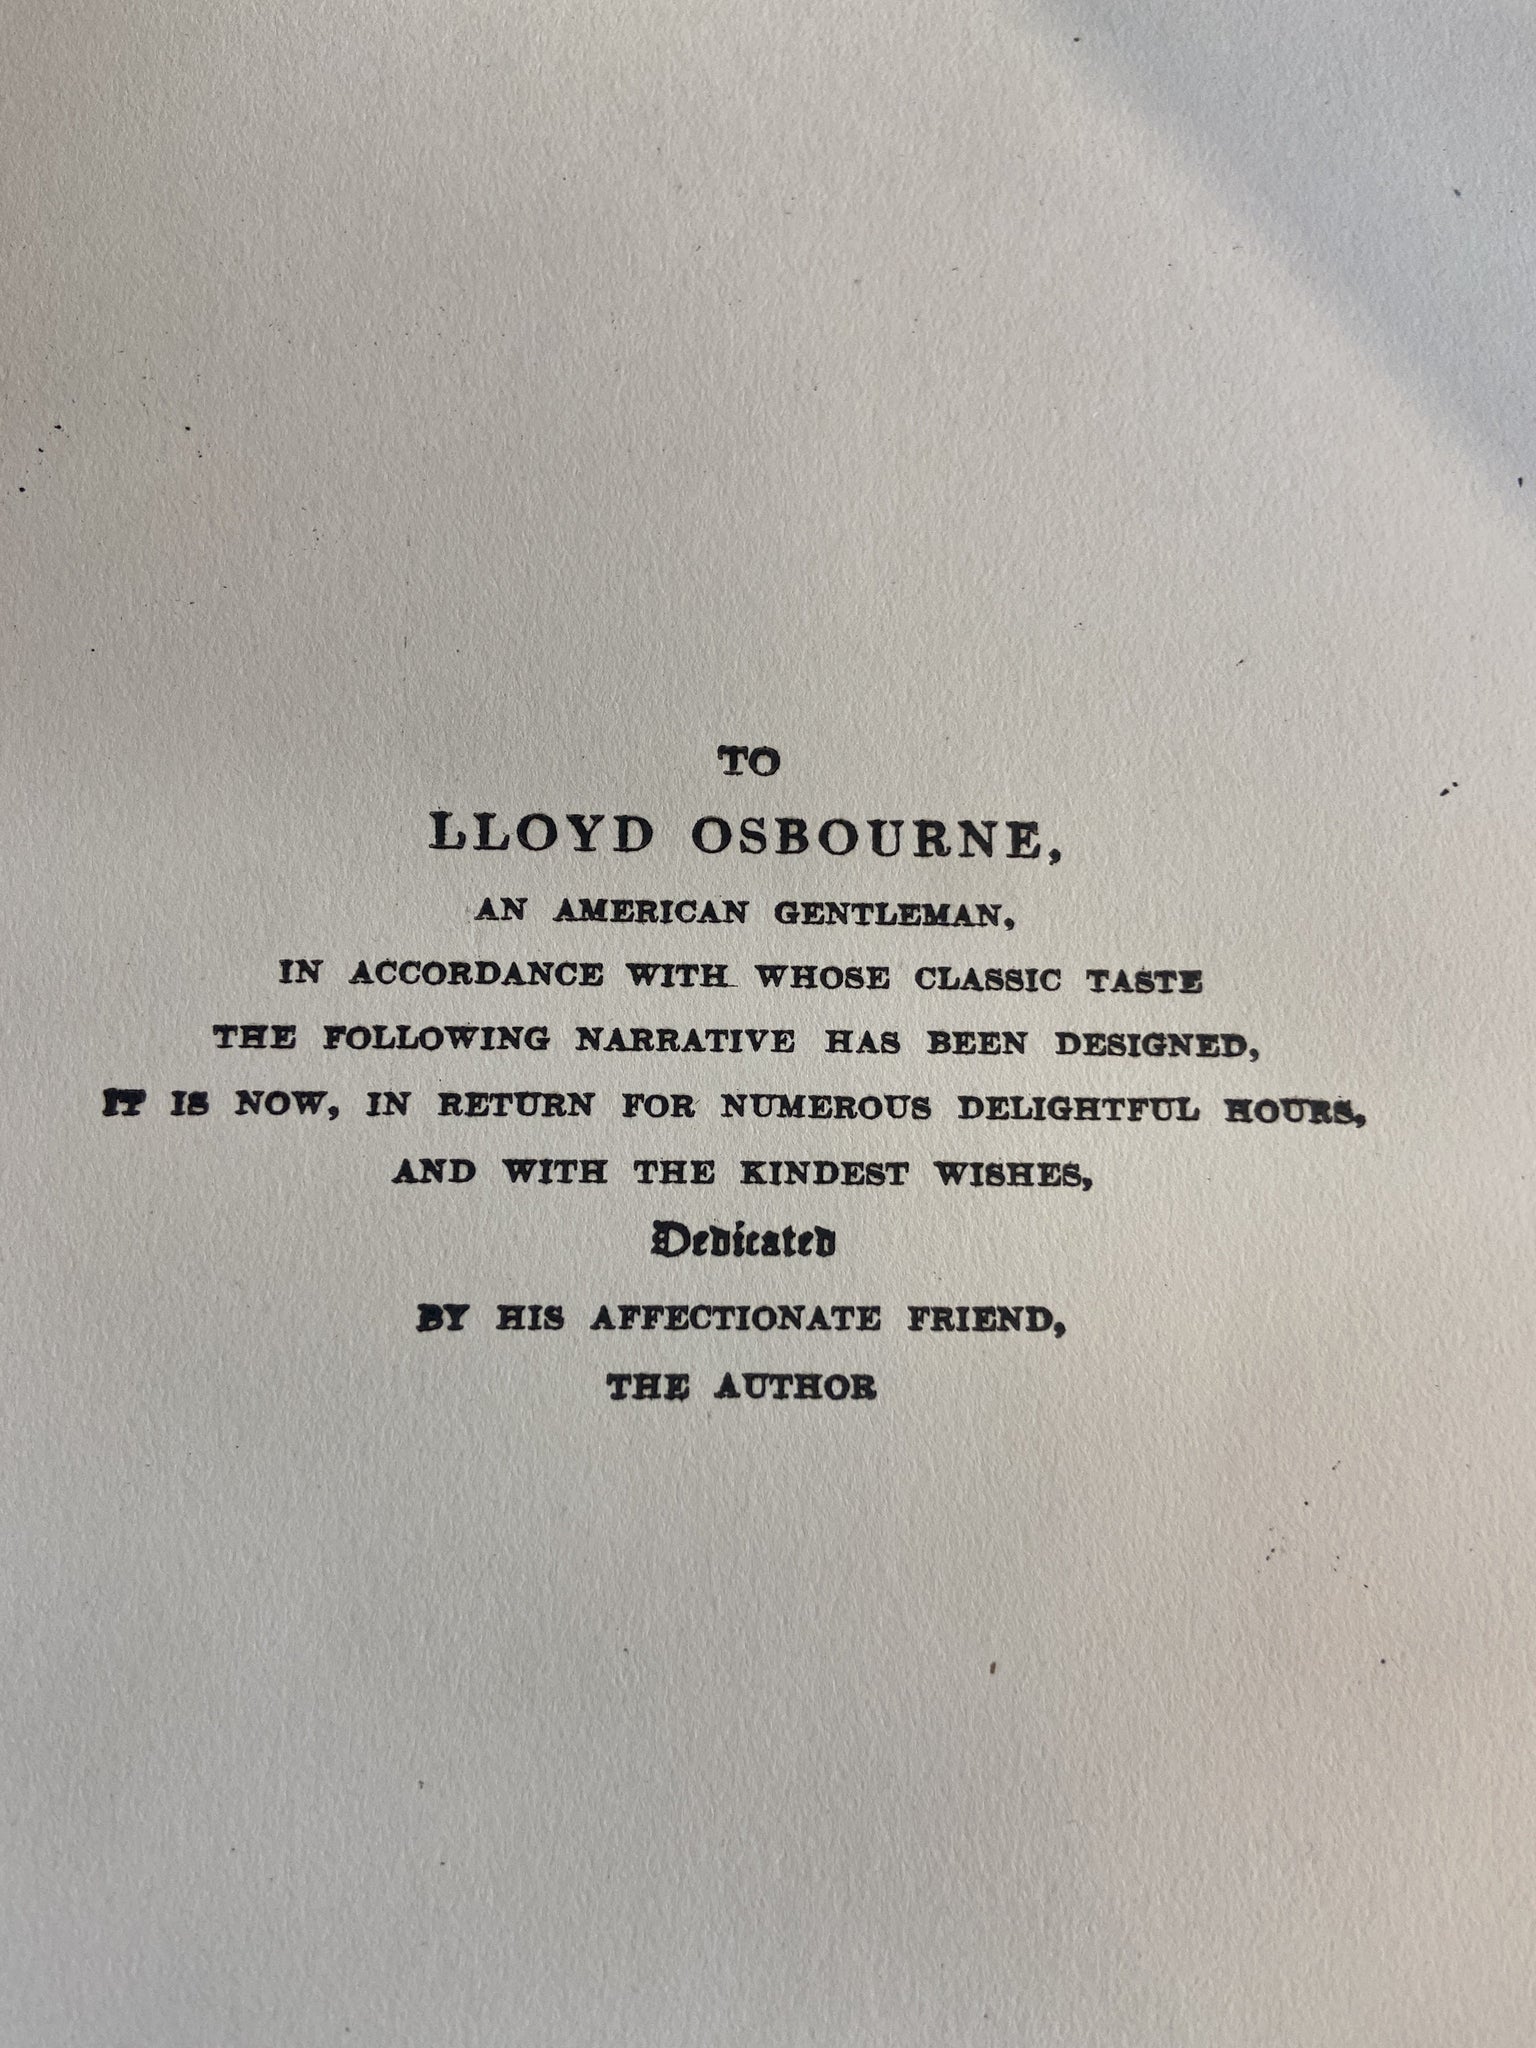 TO
LLOYD OSBOURNE,
AN AMERICAN GENTLEMAN,
IN ACCORDANCE WITH WHOSE CLASSIC TASTE
THE FOLLOWING NARRATIVE HAS BEEN DESIGNED,
IT IS NOW, IN RETURN FOR NUMEROUS DELIGHTFUL HOURS,
AND WITH THE KINDEST WISHES,
Dedicated
BY HIS AFFECTIONATE FRIEND,
THE AUTHOR